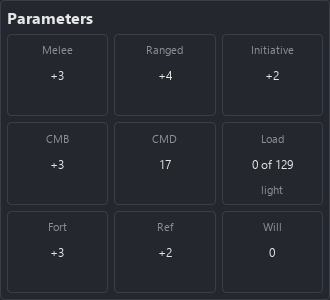 Parameters
Melee
+3
Ranged
+4
Initiative
+2
CMB
+3
CMD
17
Load
0 of 129
light
Fort
+3
Ref
+2
Will
0